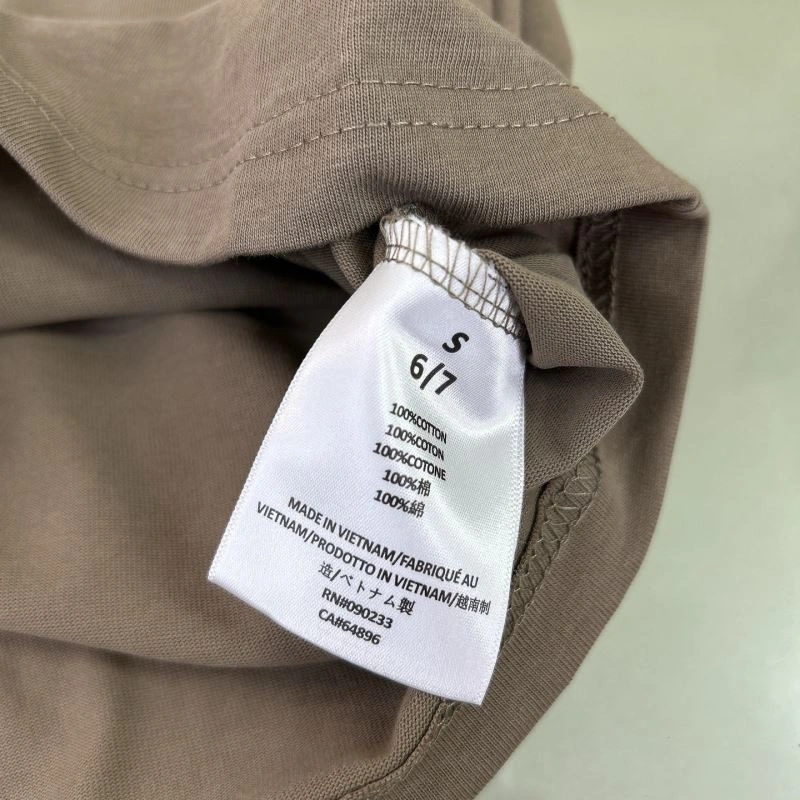 S
6/7
100%COTTON
100%COTON
100%COTONE
100%棉
100%綿
MADE IN VIETNAM/FABRIQUÉ AU
VIETNAM/PRODOTTO IN VIETNAM/越南制
造/ベトナム製
RN#090233
CA#64896